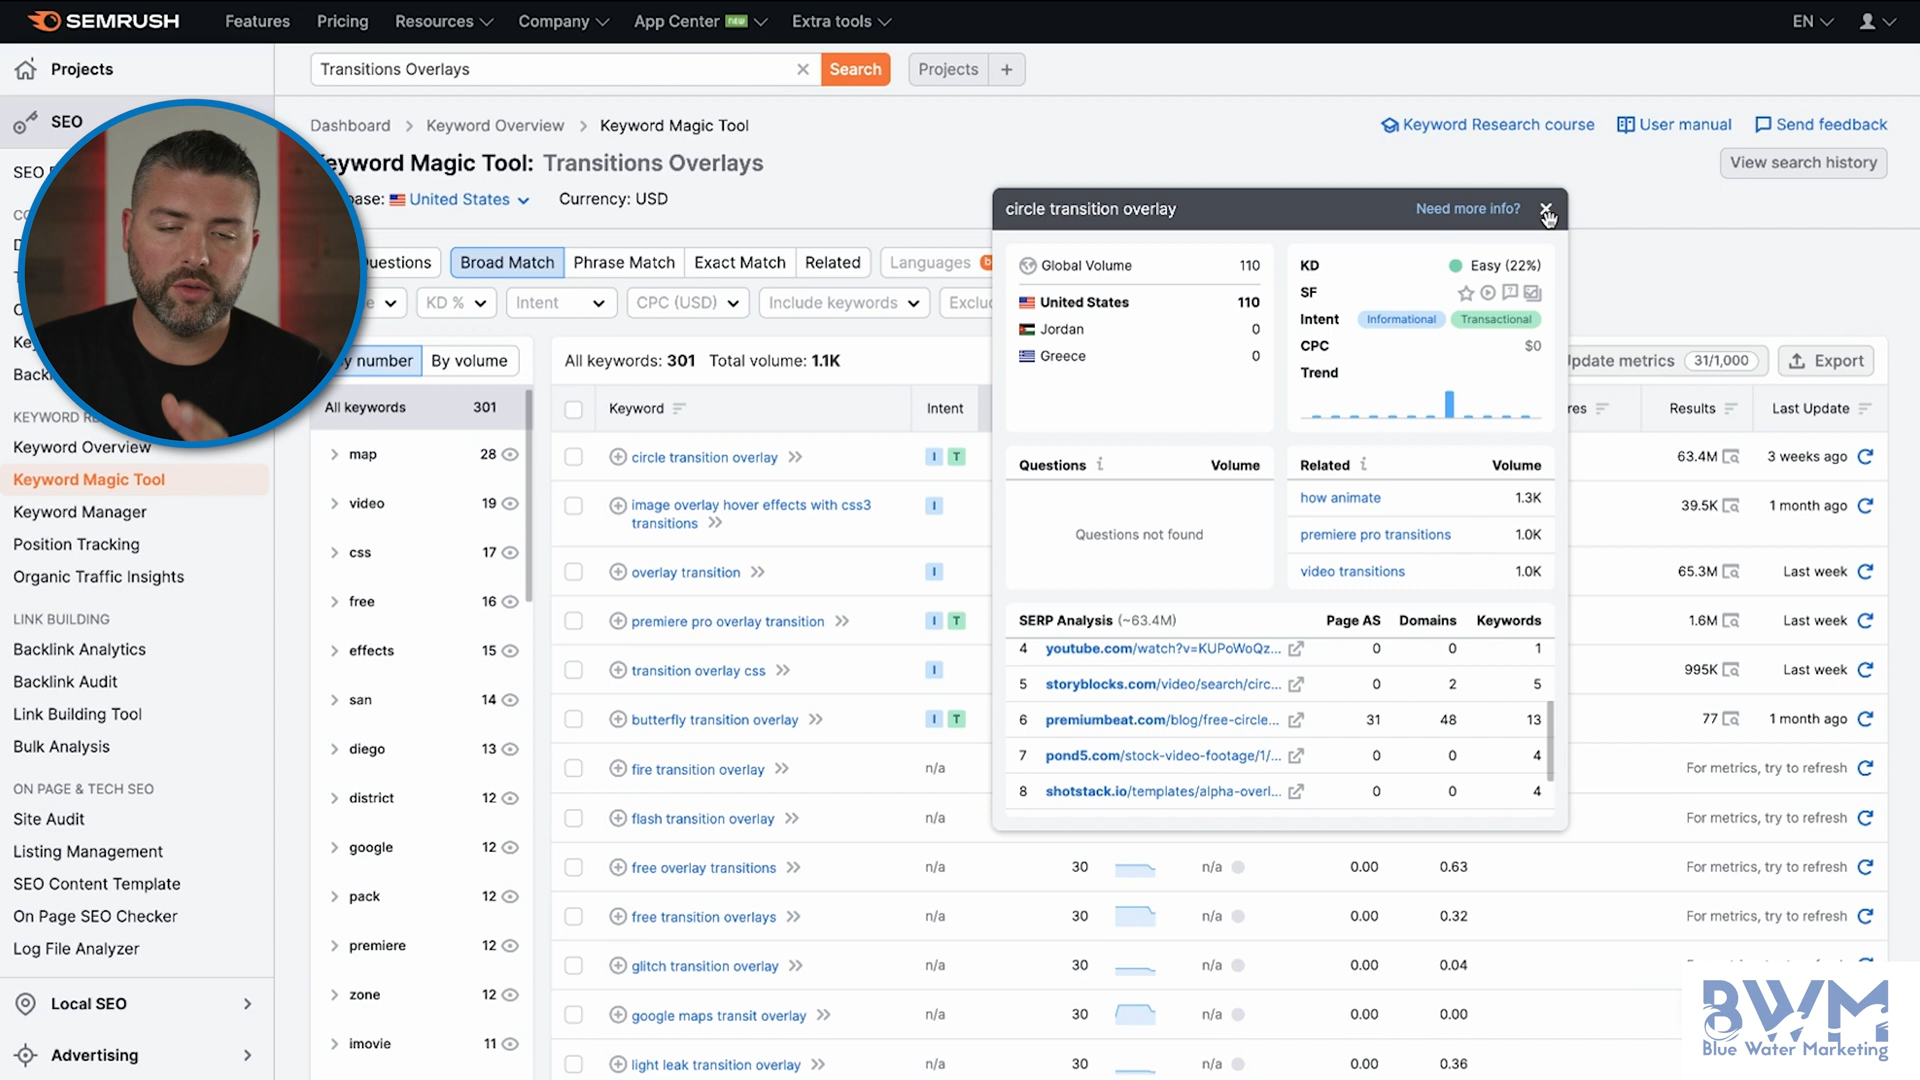 SEMRUSH Features Pricing Resources Company App Center new Extra tools EN
Projects
Transitions Overlays Search Projects +
SEO
Dashboard Keyword Overview Keyword Magic Tool
Keyword Research course User manual Send feedback
Keyword Magic Tool: Transitions Overlays
View search history
United States Currency: USD
Questions Broad Match Phrase Match Exact Match Related Languages
KD % Intent CPC (USD) Include keywords
By number By volume
All keywords: 301 Total volume: 1.1K
Update metrics 31/1,000 Export
Keyword Intent Results Last Update
All keywords 301
map 28
video 19
css 17
free 16
effects 15
san 14
diego 13
district 12
google 12
pack 12
premiere 12
zone 12
imovie 11
Keyword Overview
Keyword Magic Tool
Keyword Manager
Position Tracking
Organic Traffic Insights
LINK BUILDING
Backlink Analytics
Backlink Audit
Link Building Tool
Bulk Analysis
ON PAGE & TECH SEO
Site Audit
Listing Management
SEO Content Template
On Page SEO Checker
Log File Analyzer
Local SEO
Advertising
circle transition overlay I T 63.4M 3 weeks ago
image overlay hover effects with css3
transitions I 39.5K 1 month ago
overlay transition I 65.3M Last week
premiere pro overlay transition I T 1.6M Last week
transition overlay css I 995K Last week
butterfly transition overlay I T 77 1 month ago
fire transition overlay n/a For metrics, try to refresh
flash transition overlay n/a For metrics, try to refresh
free overlay transitions n/a 30 n/a 0.00 0.63 For metrics, try to refresh
free transition overlays n/a 30 n/a 0.00 0.32 For metrics, try to refresh
glitch transition overlay n/a 30 n/a 0.00 0.04
google maps transit overlay n/a 30 n/a 0.00 0.00
light leak transition overlay n/a 30 n/a 0.00 0.36
circle transition overlay Need more info?
Global Volume 110
United States 110
Jordan 0
Greece 0
KD Easy (22%)
SF
Intent Informational Transactional
CPC $0
Trend
Questions i Volume
Questions not found
Related i Volume
how animate 1.3K
premiere pro transitions 1.0K
video transitions 1.0K
SERP Analysis (~63.4M) Page AS Domains Keywords
4 youtube.com/watch?v=KUPoWoQz... 0 0 1
5 storyblocks.com/video/search/circ... 0 2 5
6 premiumbeat.com/blog/free-circle... 31 48 13
7 pond5.com/stock-video-footage/1/... 0 0 4
8 shotstack.io/templates/alpha-overl... 0 0 4
BWM
Blue Water Marketing